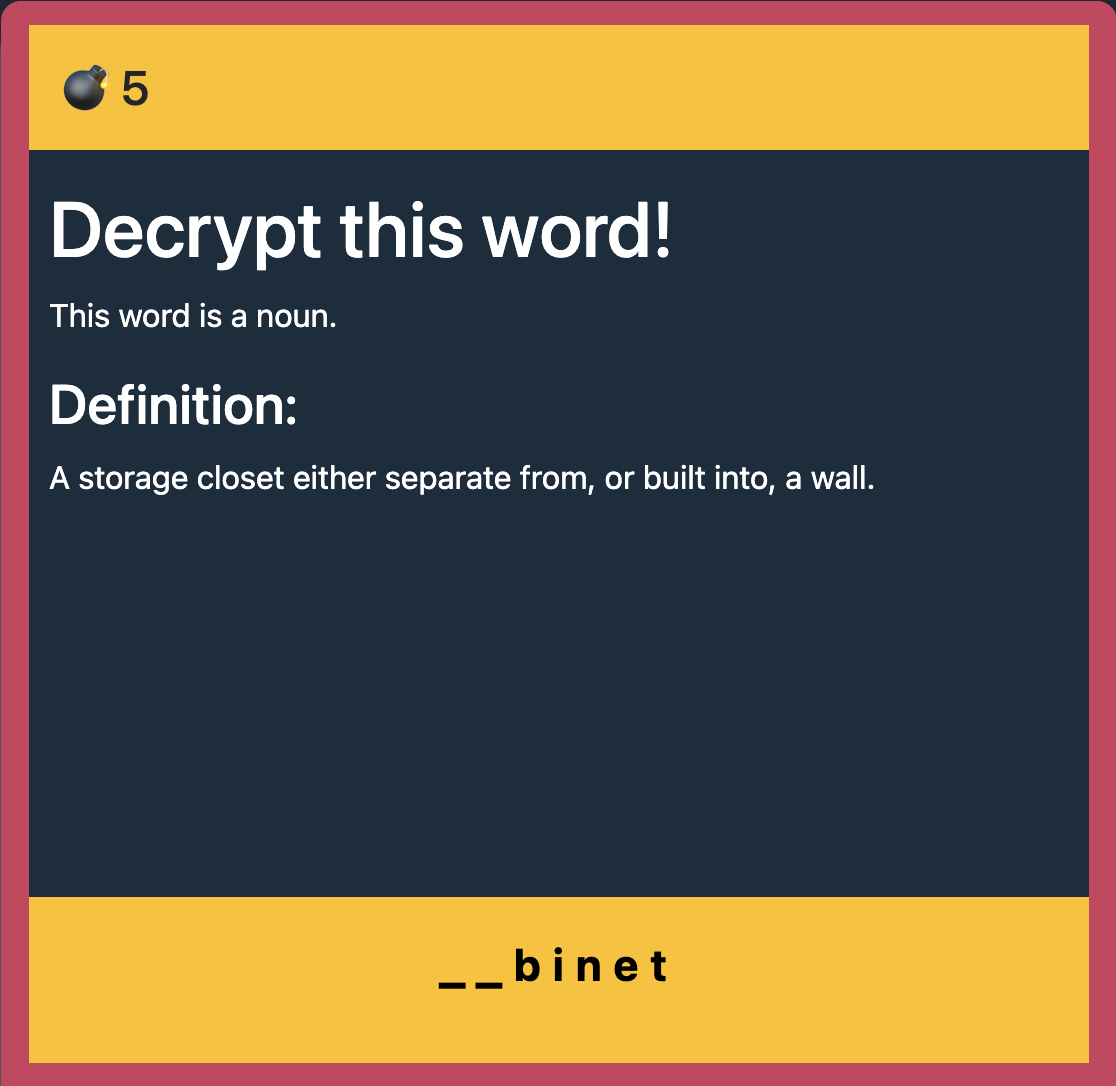 💣 5
Decrypt this word!
This word is a noun.
Definition:
A storage closet either separate from, or built into, a wall.
_ _ b i n e t